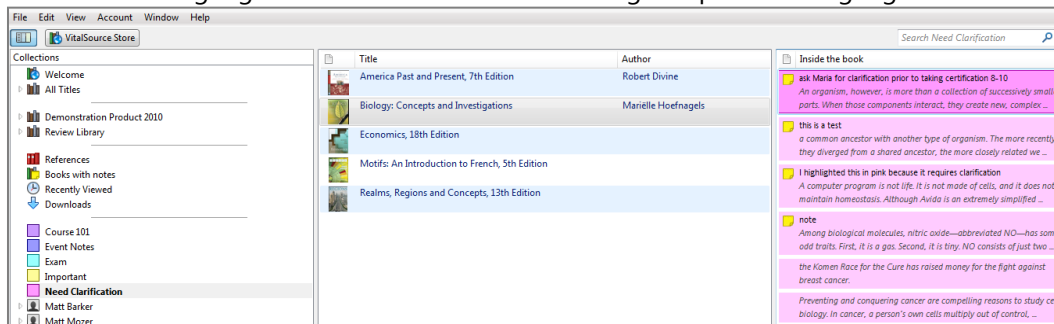 File Edit View Account Window Help
VitalSource Store
Search Need Clarification
Collections
Title Author
Inside the book
Welcome
All Titles
Demonstration Product 2010
Review Library
References
Books with notes
Recently Viewed
Downloads
Course 101
Event Notes
Exam
Important
Need Clarification
Matt Barker
Matt Mozer
America Past and Present, 7th Edition Robert Divine
Biology: Concepts and Investigations Mariëlle Hoefnagels
Economics, 18th Edition
Motifs: An Introduction to French, 5th Edition
Realms, Regions and Concepts, 13th Edition
ask Maria for clarification prior to taking certification 8-10
An organism, however, is more than a collection of successively
parts. When those components interact, they create new, complex ...
this is a test
a common ancestor with another type of organism. The more recently
they diverged from a shared ancestor, the more closely related we ...
I highlighted this in pink because it requires clarification
A computer program is not life. It is not made of cells, and it does not
maintain homeostasis. Although Avida is an extremely simplified ...
note
Among biological molecules, nitric oxide—abbreviated NO—has
odd traits. First, it is a gas. Second, it is tiny. NO consists of just two ...
the Komen Race for the Cure has raised money for the fight against
breast cancer.
Preventing and conquering cancer are compelling reasons to study
biology. In cancer, a person's own cells multiply out of control, ...